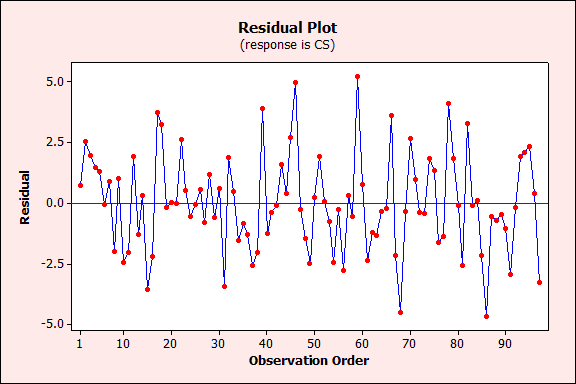 Residual Plot
(response is CS)
5.0
2.5
0.0
-2.5
-5.0
Residual
1 10 20 30 40 50 60 70 80 90
Observation Order